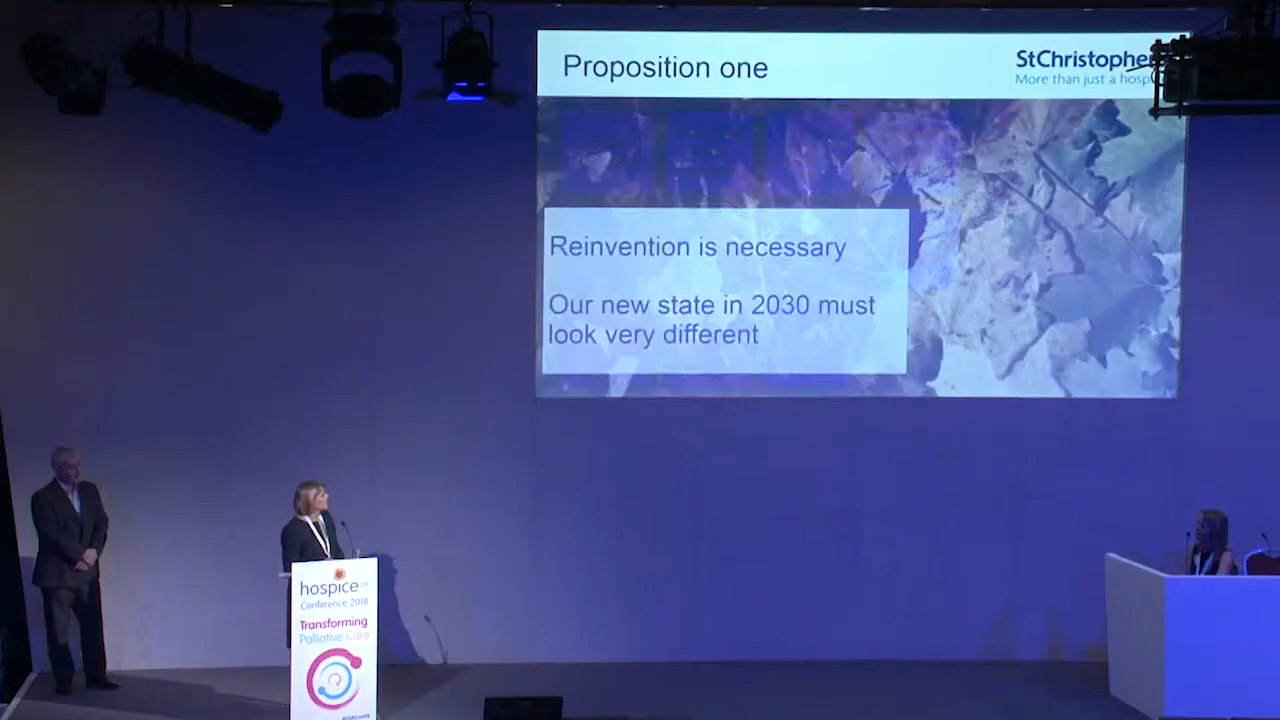 Proposition one
StChristopher
More than just a hosp
Reinvention is necessary
Our new state in 2030 must
look very different
hospice UK
Conference 2018
Transforming
Palliative Care